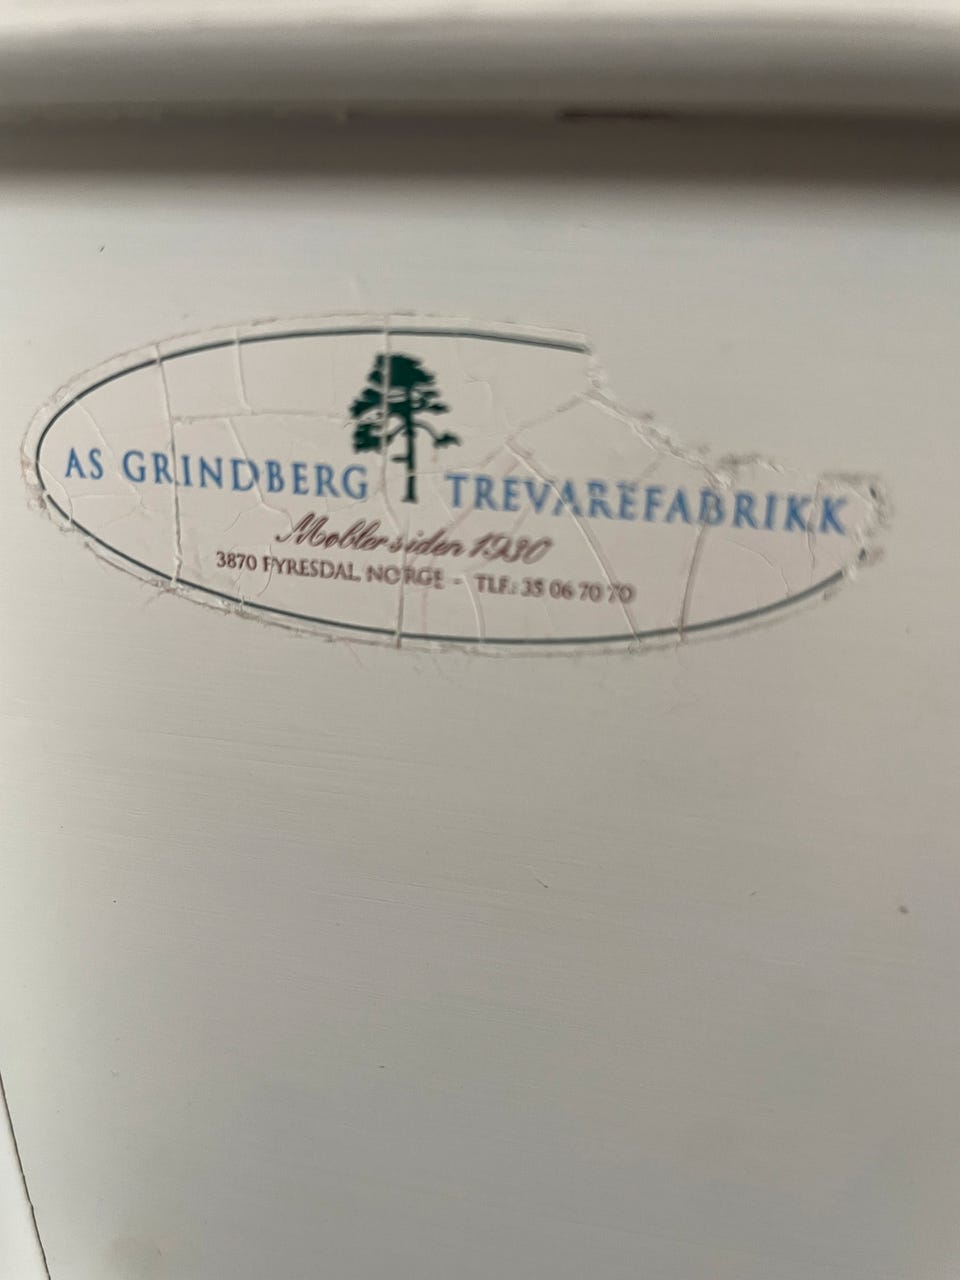 AS GRINDBERG TREVAREFABRIKK
Møbler siden 1930
3870 FYRESDAL NORGE - TLF.: 35 06 70 70